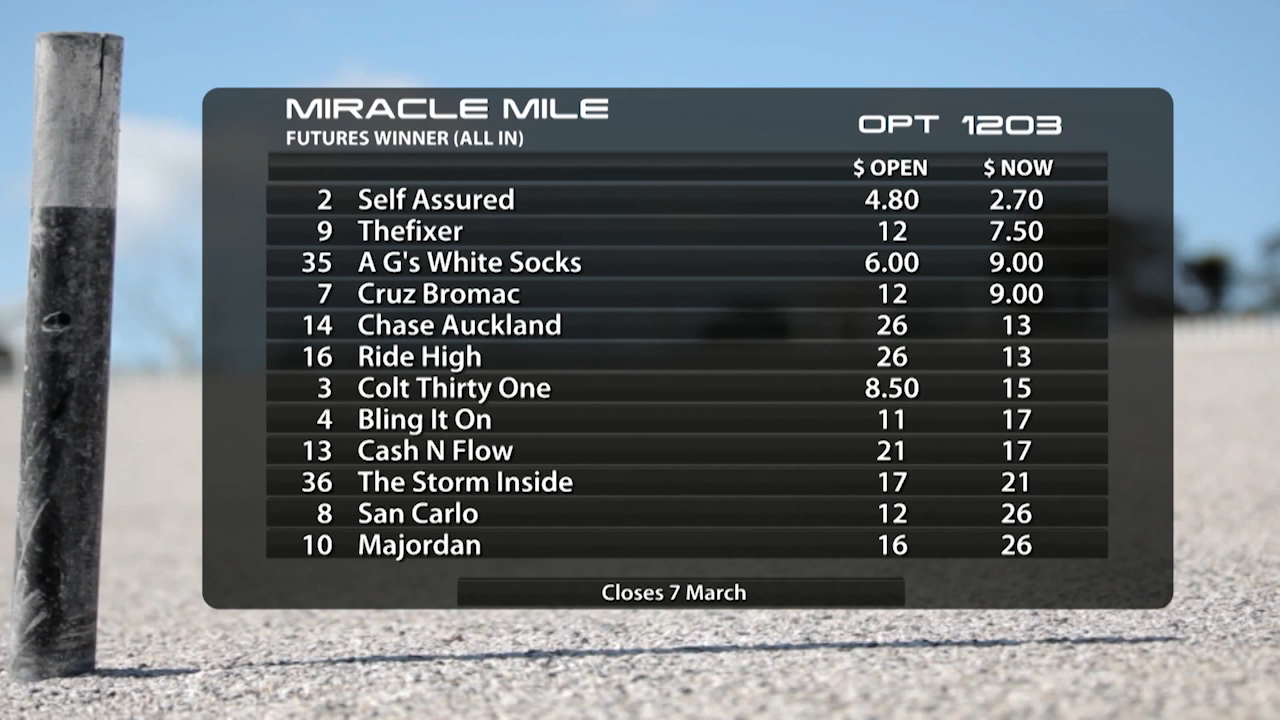 MIRACLE MILE OPT 1203
FUTURES WINNER (ALL IN)
$ OPEN $ NOW
2 Self Assured 4.80 2.70
9 Thefixer 12 7.50
35 A G's White Socks 6.00 9.00
7 Cruz Bromac 12 9.00
14 Chase Auckland 26 13
16 Ride High 26 13
3 Colt Thirty One 8.50 15
4 Bling It On 11 17
13 Cash N Flow 21 17
36 The Storm Inside 17 21
8 San Carlo 12 26
10 Majordan 16 26
Closes 7 March